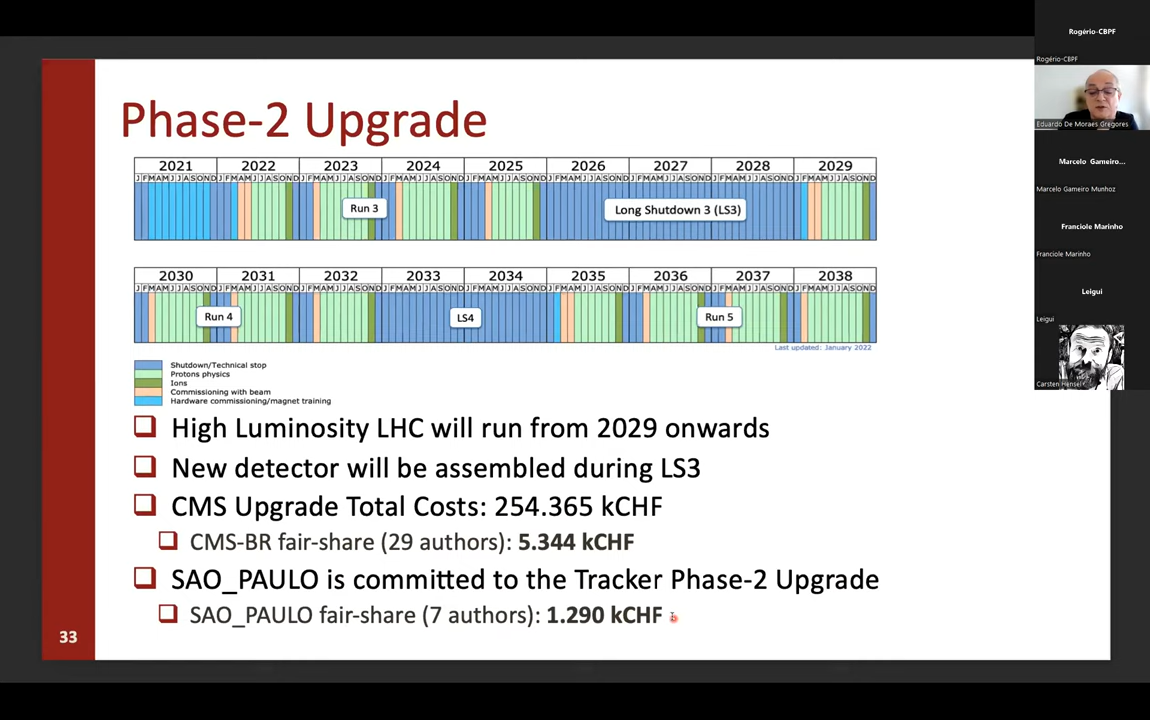 Phase-2 Upgrade
2021 2022 2023 2024 2025 2026 2027 2028 2029
J F M A M J J A S O N D J F M A M J J A S O N D J F M A M J J A S O N D J F M A M J J A S O N D J F M A M J J A S O N D J F M A M J J A S O N D J F M A M J J A S O N D J F M A M J J A S O N D J F M A M J J A S O N D
Run 3
Long Shutdown 3 (LS3)
2030 2031 2032 2033 2034 2035 2036 2037 2038
J F M A M J J A S O N D J F M A M J J A S O N D J F M A M J J A S O N D J F M A M J J A S O N D J F M A M J J A S O N D J F M A M J J A S O N D J F M A M J J A S O N D J F M A M J J A S O N D J F M A M J J A S O N D
Run 4
LS4
Run 5
Last updated: January 2022
Shutdown/Technical stop
Protons physics
Ions
Commissioning with beam
Hardware commissioning/magnet training
High Luminosity LHC will run from 2029 onwards
New detector will be assembled during LS3
CMS Upgrade Total Costs: 254.365 kCHF
CMS-BR fair-share (29 authors): 5.344 kCHF
SAO_PAULO is committed to the Tracker Phase-2 Upgrade
SAO_PAULO fair-share (7 authors): 1.290 kCHF
33
Rogério-CBPF
Rogério-CBPF
Eduardo De Moraes Gregores
Marcelo Gameiro...
Marcelo Gameiro Munhoz
Franciole Marinho
Franciole Marinho
Leigui
Leigui
Carsten Hensel